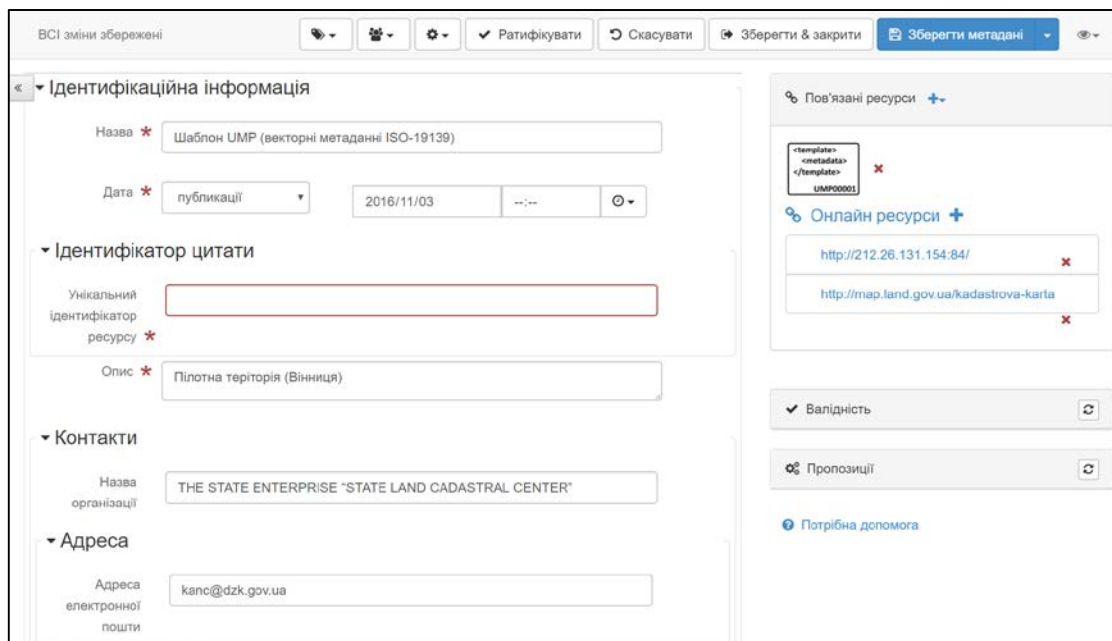 ВСІ зміни збережені
Ратифікувати
Скасувати
Зберегти & закрити
Зберегти метадані
«
Ідентифікаційна інформація
Назва *
Шаблон UMP (векторні метаданні ISO-19139)
Дата *
публікації
2016/11/03
--:--
Ідентифікатор цитати
Унікальний
ідентифікатор
ресурсу *
Опис *
Пілотна теріторія (Вінниця)
Контакти
Назва
організації
THE STATE ENTERPRISE "STATE LAND CADASTRAL CENTER"
Адреса
Адреса
електронної
пошти
kanc@dzk.gov.ua
Пов'язані ресурси
<template>
<metadata>
</template>
UMP00001
Онлайн ресурси
http://212.26.131.154:84/
http://map.land.gov.ua/kadastrova-karta
Валідність
Пропозиції
Потрібна допомога